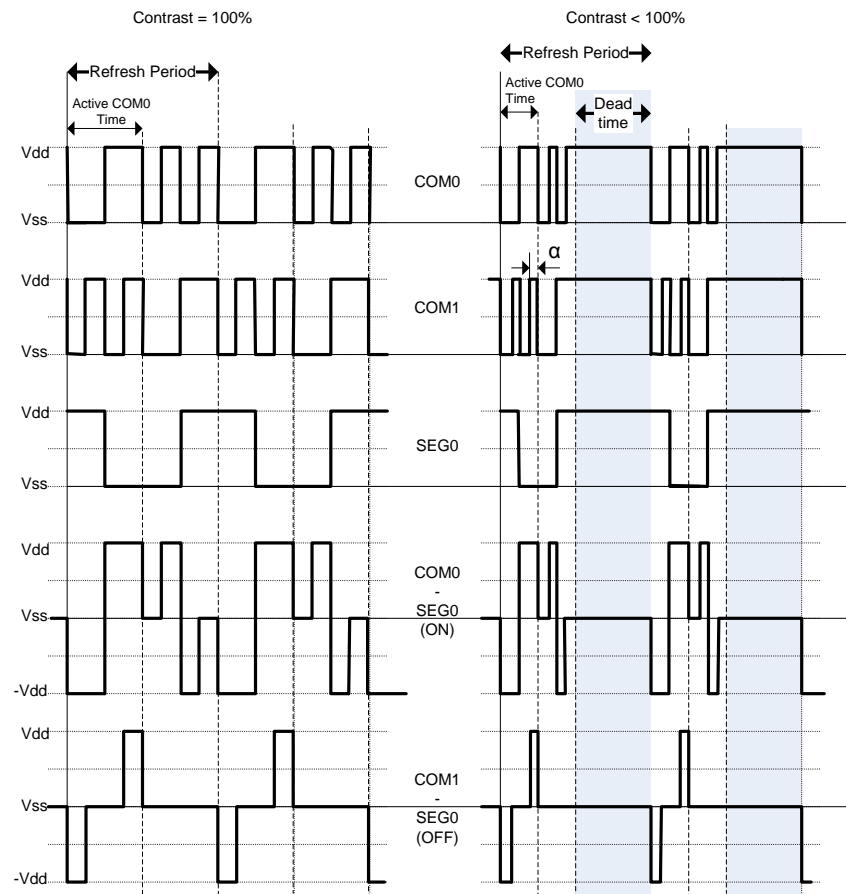 Contrast = 100%
Contrast < 100%
Refresh Period
Refresh Period
Active COM0
Time
Active COM0
Time
Dead
time
Vdd
Vss
COM0
α
Vdd
Vss
COM1
Vdd
Vss
SEG0
Vdd
Vss
-Vdd
COM0
-
SEG0
(ON)
Vdd
Vss
-Vdd
COM1
-
SEG0
(OFF)